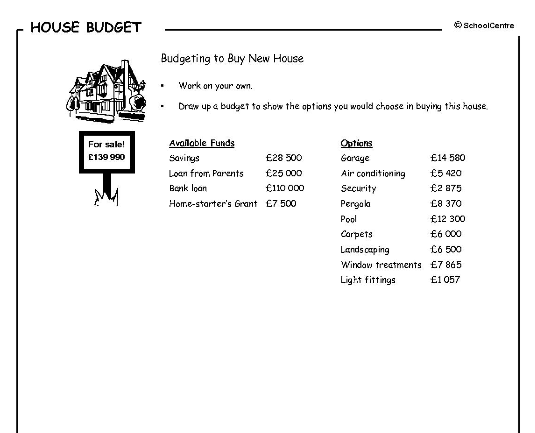 HOUSE BUDGET
© SchoolCentre
Budgeting to Buy New House
• Work on your own.
• Draw up a budget to show the options you would choose in buying this house.
For sale!
£139 990
Available Funds
Savings £28 500
Loan from Parents £25 000
Bank loan £110 000
Home-starter's Grant £7 500
Options
Garage £14 580
Air conditioning £5 420
Security £2 875
Pergola £8 370
Pool £12 300
Carpets £6 000
Landscaping £6 500
Window treatments £7 865
Light fittings £1 057